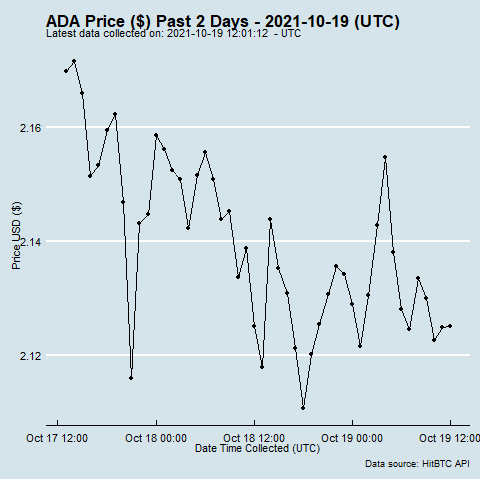 ADA Price ($) Past 2 Days - 2021-10-19 (UTC)
Latest data collected on: 2021-10-19 12:01:12 - UTC
2.16
2.14
2.12
Price USD ($)
Oct 17 12:00 Oct 18 00:00 Oct 18 12:00 Oct 19 00:00 Oct 19 12:00
Date Time Collected (UTC)
Data source: HitBTC API